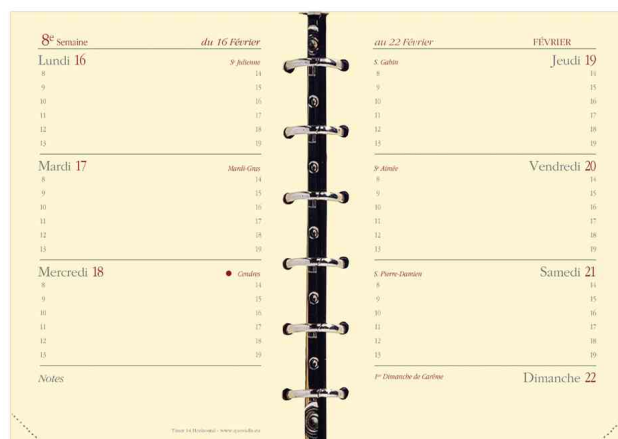 8e Semaine
du 16 Février
Lundi 16
Ste Julienne
8 14
9 15
10 16
11 17
12 18
13 19
Mardi 17
Mardi-Gras
8 14
9 15
10 16
11 17
12 18
13 19
Mercredi 18
Cendres
8 14
9 15
10 16
11 17
12 18
13 19
Notes
au 22 Février
FÉVRIER
S. Gabin
Jeudi 19
8 14
9 15
10 16
11 17
12 18
13 19
Se Aimée
Vendredi 20
8 14
9 15
10 16
11 17
12 18
13 19
S. Pierre-Damien
Samedi 21
8 14
9 15
10 16
11 17
12 18
13 19
1er Dimanche de Carême
Dimanche 22